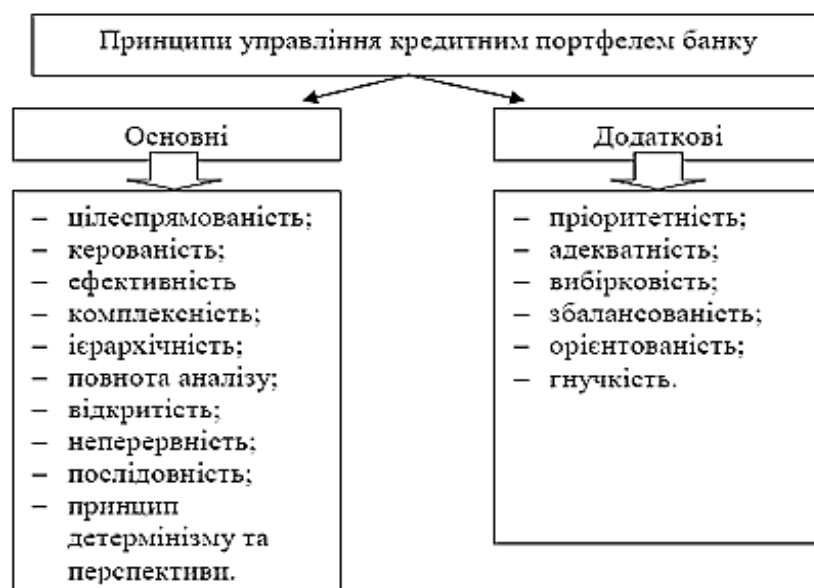 Принципи управління кредитним портфелем банку
Основні
Додаткові
– цілеспрямованість;
– керованість;
– ефективність
– комплексність;
– ієрархічність;
– повнота аналізу;
– відкритість;
– неперервність;
– послідовність;
– принцип
детермінізму та
перспективи.
– пріоритетність;
– адекватність;
– вибірковість;
– збалансованість;
– орієнтованість;
– гнучкість.